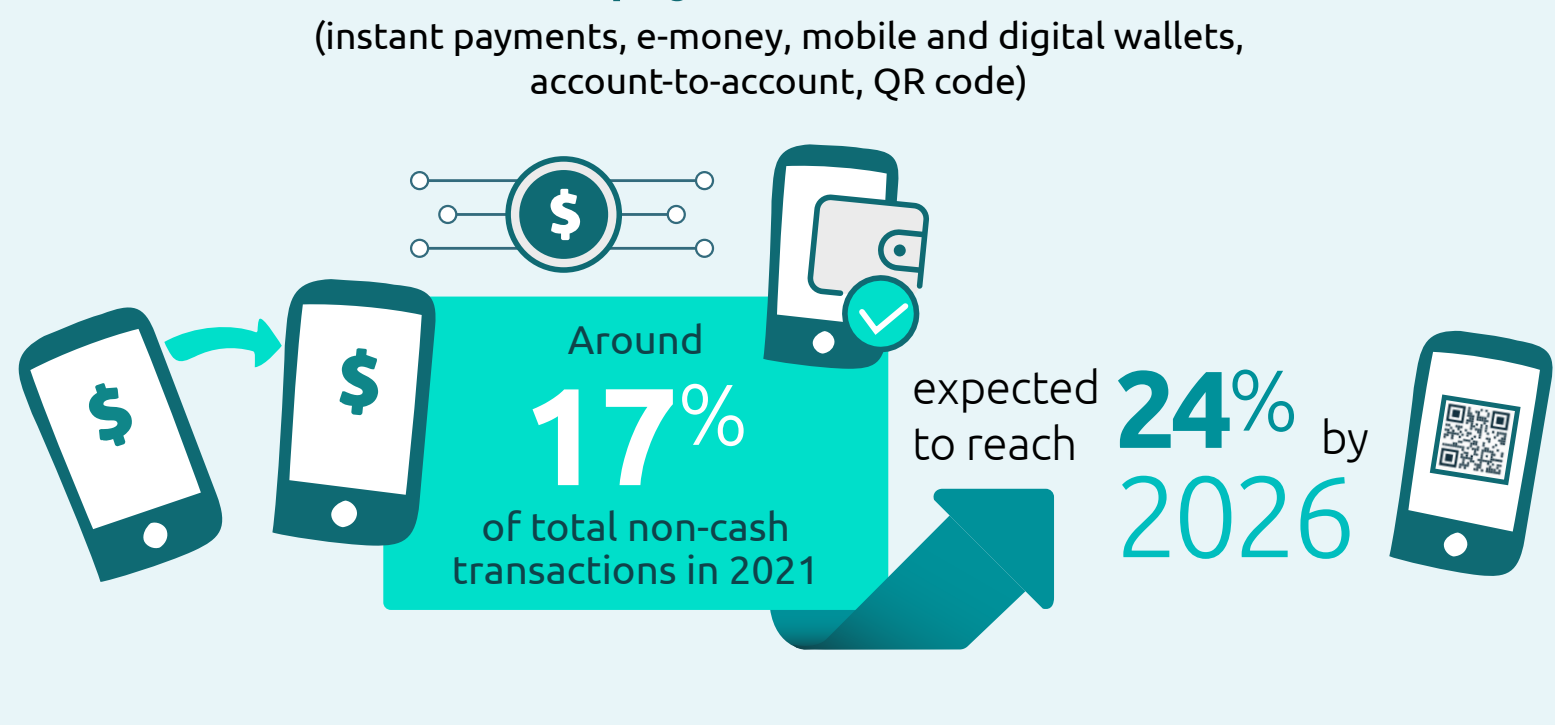 (instant payments, e-money, mobile and digital wallets,
account-to-account, QR code)
$
$
$
Around
17%
of total non-cash
transactions in 2021
expected
to reach
24%
by
2026